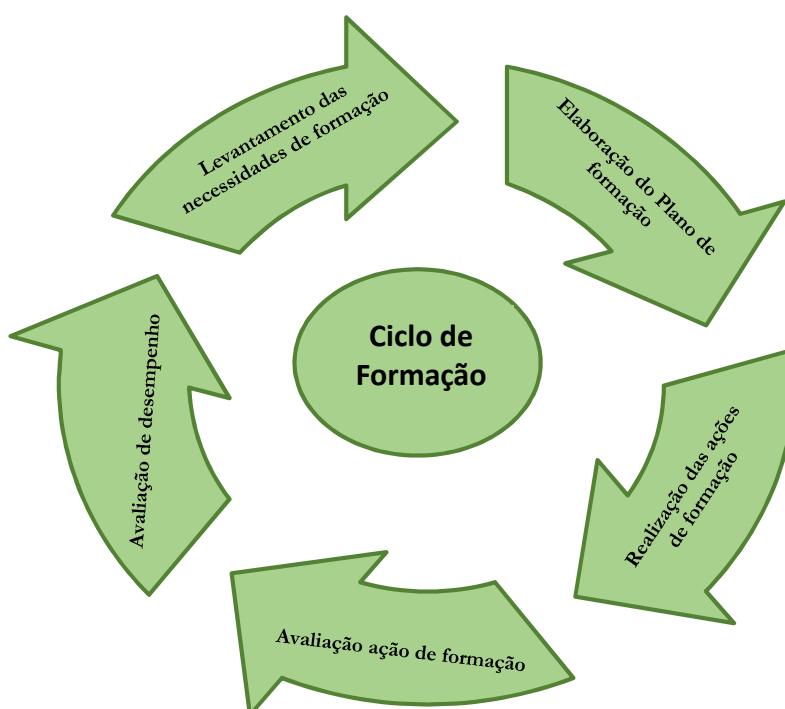 Levantamento das
necessidades de formação
Elaboração do Plano de
formação
Ciclo de
Formação
Realização das ações
de formação
Avaliação ação de formação
Avaliação de desempenho